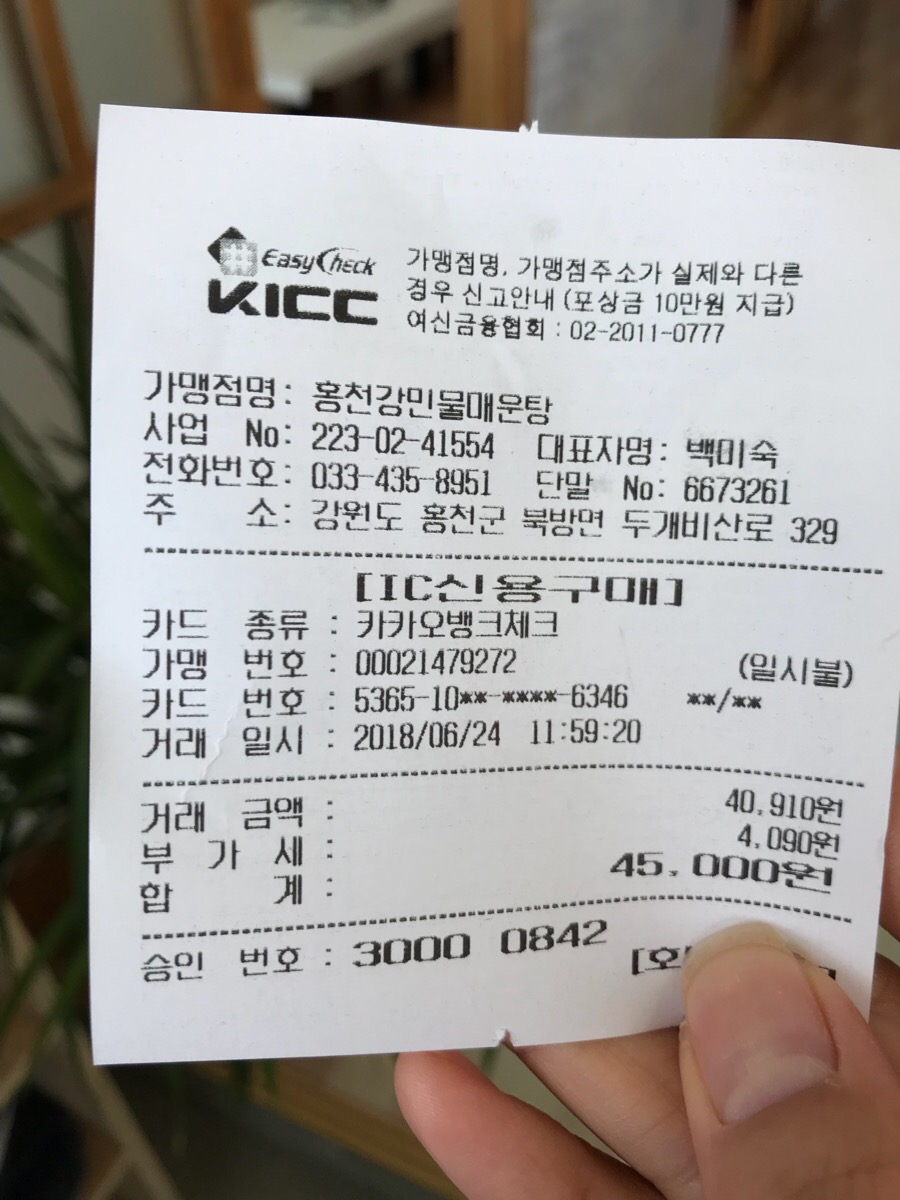 EasyCheck
KICC
가맹점명, 가맹점주소가 실제와 다른
경우 신고안내 (포상금 10만원 지급)
여신금융협회 : 02-2011-0777
가맹점명: 홍천강민물매운탕
사업 No: 223-02-41554 대표자명: 백미숙
전화번호: 033-435-8951 단말 No: 6673261
주 소: 강원도 홍천군 북방면 두개비산로 329
[IC신용구매]
카드 종류 : 카카오뱅크체크
가맹 번호 : 00021479272 (일시불)
카드 번호 : 5365-10**-****-6346 **/**
거래 일시 : 2018/06/24 11:59:20
거래 금액 : 40,910원
부 가 세 : 4,090원
합 계 : 45,000원
승인 번호 : 3000 0842